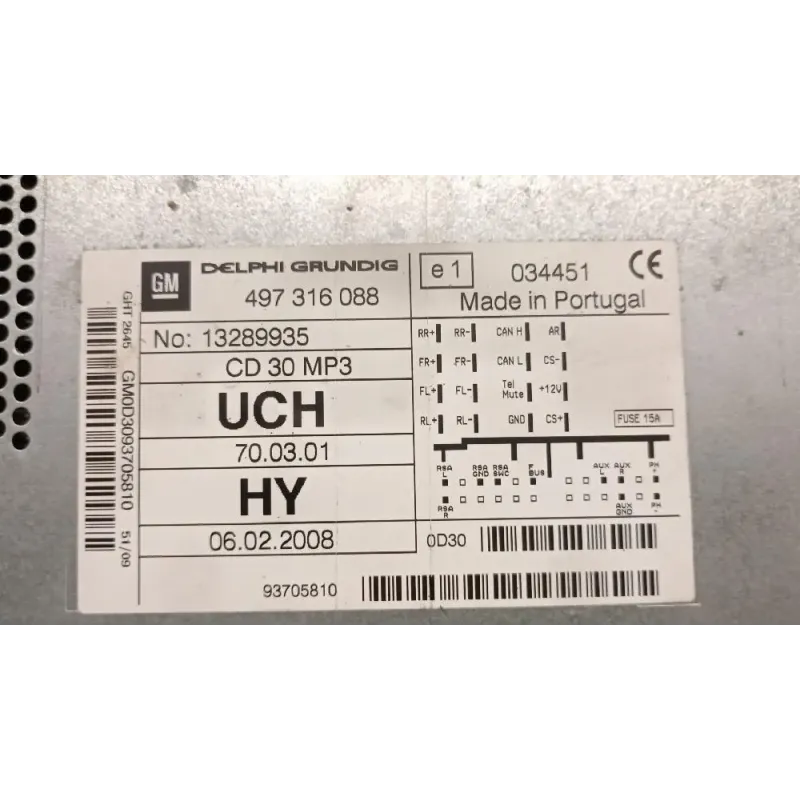 GM
DELPHI GRUNDIG
497 316 088
e 1
034451
CE
Made in Portugal
No: 13289935
CD 30 MP3
UCH
70.03.01
HY
06.02.2008
RR+ RR- CAN H AR
FR+ FR- CAN L CS-
FL+ FL- Tel Mute +12V
RL+ RL- GND CS+
FUSE 15A
RSA L
RSA GND
RSA SWC
F BUS
AUX L
AUX R
PH +
RSA R
AUX GND
PH -
0D30
93705810
GHT 2645
GM0D3093705810
51/09